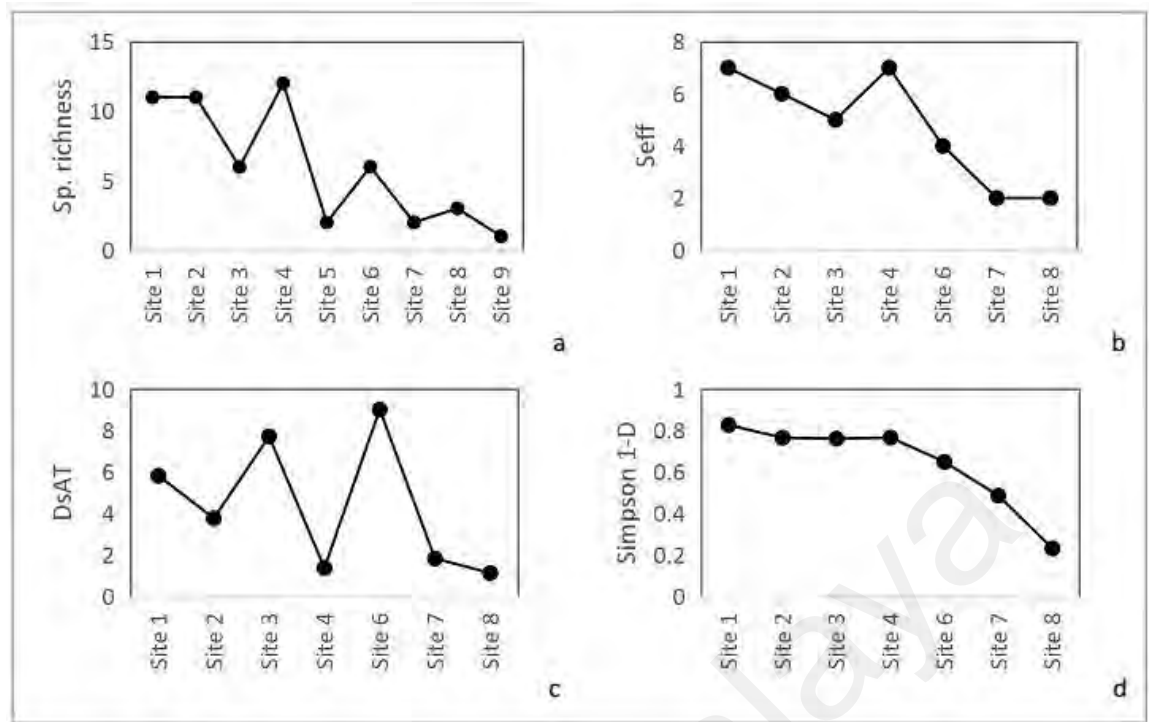 15
10
5
0
Sp. richness
Site 1
Site 2
Site 3
Site 4
Site 5
Site 6
Site 7
Site 8
Site 9
a
8
6
4
2
0
Seff
Site 1
Site 2
Site 3
Site 4
Site 6
Site 7
Site 8
b
10
8
6
4
2
0
DsAT
Site 1
Site 2
Site 3
Site 4
Site 6
Site 7
Site 8
c
1
0.8
0.6
0.4
0.2
0
Simpson 1-D
Site 1
Site 2
Site 3
Site 4
Site 6
Site 7
Site 8
d
laya